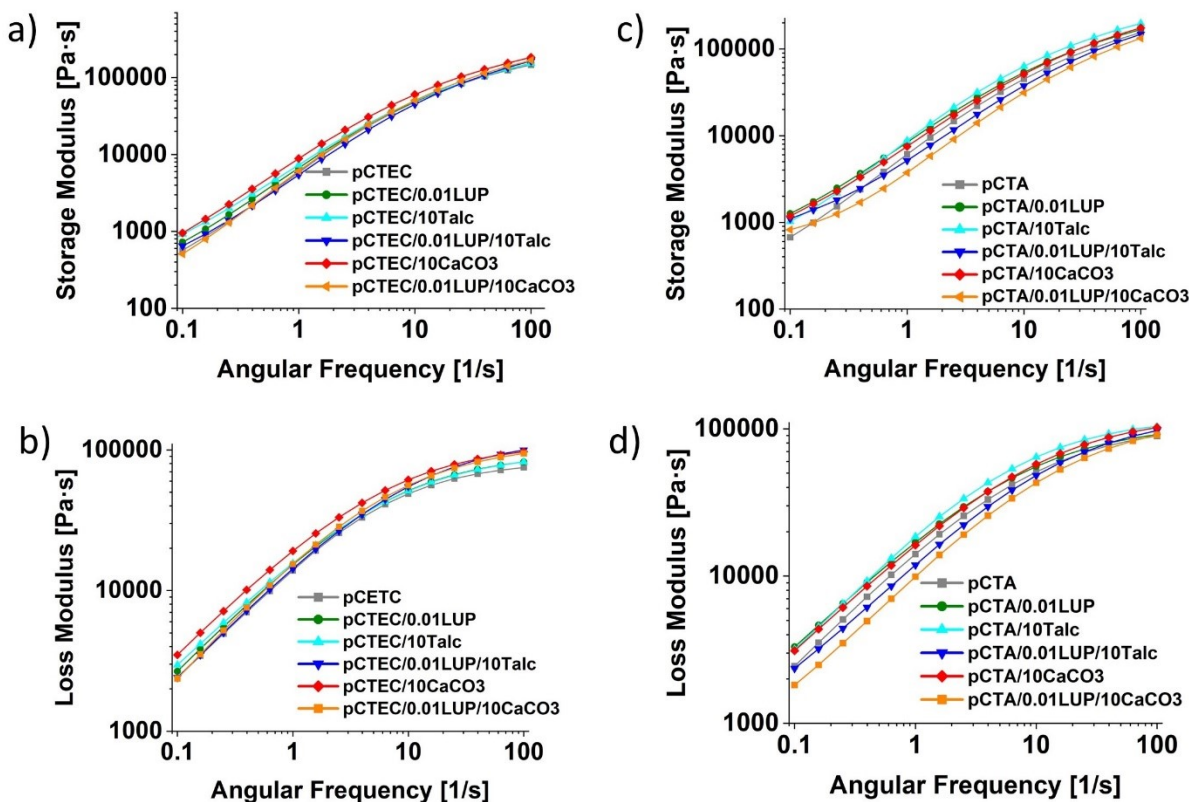 a)
Storage Modulus [Pa·s]
100000
10000
1000
100
pCTEC
pCTEC/0.01LUP
pCTEC/10Talc
pCTEC/0.01LUP/10Talc
pCTEC/10CaCO3
pCTEC/0.01LUP/10CaCO3
0.1 1 10 100
Angular Frequency [1/s]
c)
Storage Modulus [Pa·s]
100000
10000
1000
100
pCTA
pCTA/0.01LUP
pCTA/10Talc
pCTA/0.01LUP/10Talc
pCTA/10CaCO3
pCTA/0.01LUP/10CaCO3
0.1 1 10 100
Angular Frequency [1/s]
b)
Loss Modulus [Pa·s]
100000
10000
1000
pCETC
pCTEC/0.01LUP
pCTEC/10Talc
pCTEC/0.01LUP/10Talc
pCTEC/10CaCO3
pCTEC/0.01LUP/10CaCO3
0.1 1 10 100
Angular Frequency [1/s]
d)
Loss Modulus [Pa·s]
100000
10000
1000
pCTA
pCTA/0.01LUP
pCTA/10Talc
pCTA/0.01LUP/10Talc
pCTA/10CaCO3
pCTA/0.01LUP/10CaCO3
0.1 1 10 100
Angular Frequency [1/s]